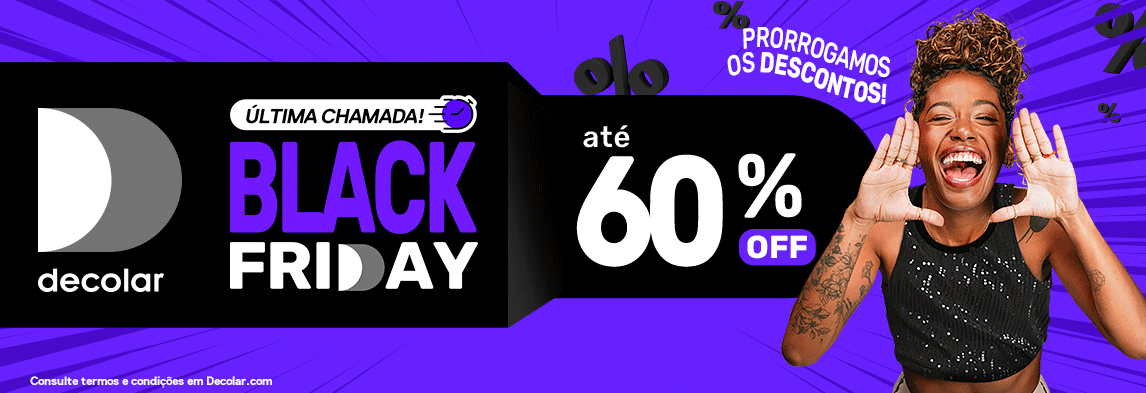 decolar
ÚLTIMA CHAMADA!
BLACK
FRIDAY
até
60%
OFF
%
%
PRORROGAMOS
OS DESCONTOS!
%
%
Consulte termos e condições em Decolar.com